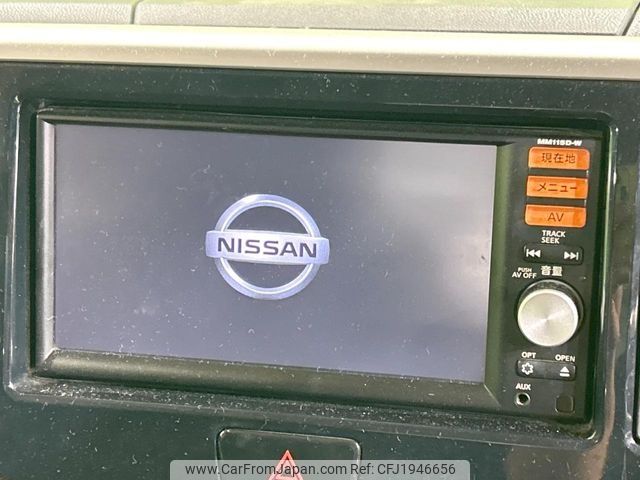 MM115D-W
現在地
メニュー
AV
TRACK
SEEK
PUSH
AV OFF
音量
OPT
OPEN
AUX
NISSAN
www.CarFromJapan.com - CFJ1946656